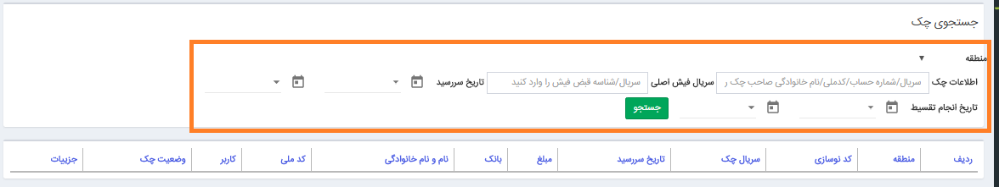 جستجوی چک
منطقه
اطلاعات چک سریال/شماره حساب/کدملی/نام خانوادگی صاحب چک ر سریال فیش اصلی سریال/شناسه قبض فیش را وارد کنید تاریخ سررسید
تاریخ انجام تقسیط جستجو
ردیف منطقه کد نوسازی سریال چک تاریخ سررسید مبلغ بانک نام و نام خانوادگی کد ملی کاربر وضعیت چک جزییات